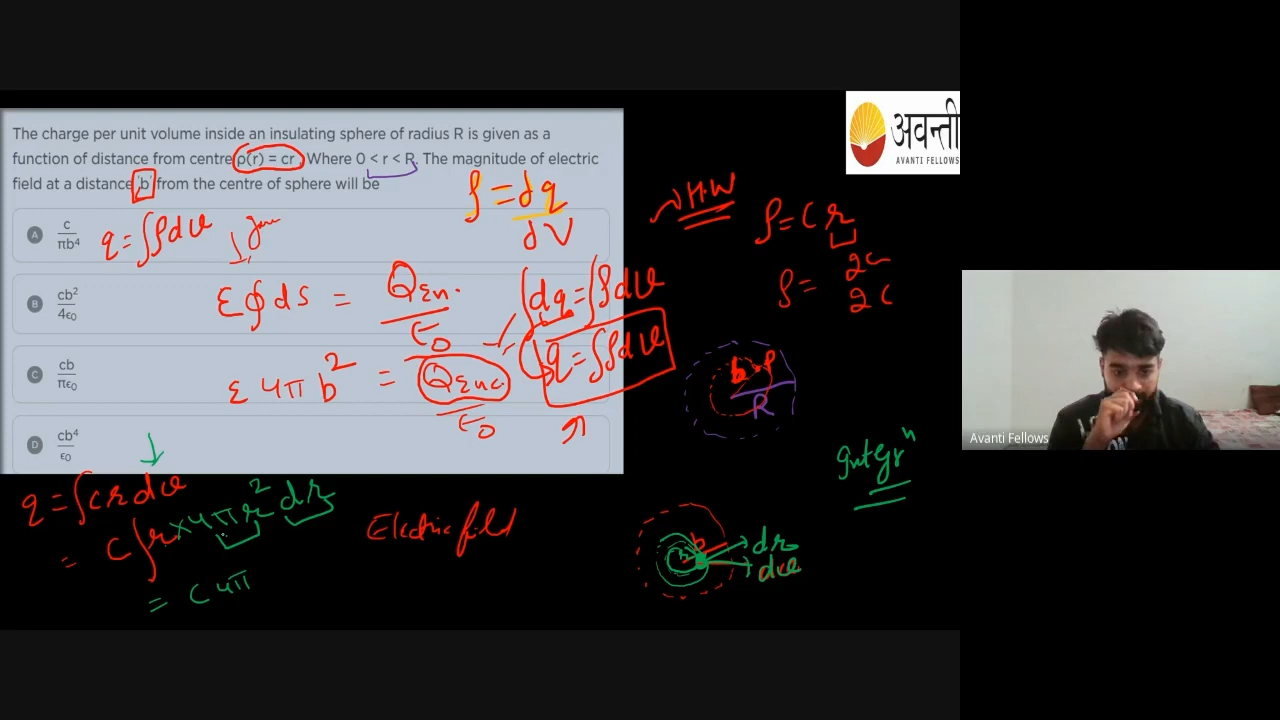 The charge per unit volume inside an insulating sphere of radius R is given as a
function of distance from centre ρ(r) = cr. Where 0 < r < R. The magnitude of electric
field at a distance 'b' from the centre of sphere will be
A c/πb⁴
B cb²/4ϵ₀
C cb/πϵ₀
D cb⁴/ϵ₀
q = ∫ρdv
ρ = dq/dV
E∮ds = QEn./ϵ₀
∫dq = ∫ρdv
E 4π b² = QEnc/ϵ₀
q = ∫ρdv
q = ∫cr dv
= C∫r × 4πr² dr
= C 4π
Electric field
H.W
ρ = Cr
ρ =
b
R
Integrⁿ
b
dr
dv
अवन्ती
AVANTI FELLOWS
Avanti Fellows